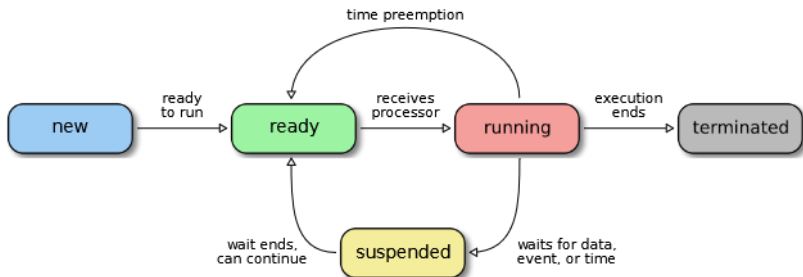 time preemption
ready
to run
receives
processor
execution
ends
new
ready
running
terminated
wait ends,
can continue
suspended
waits for data,
event, or time